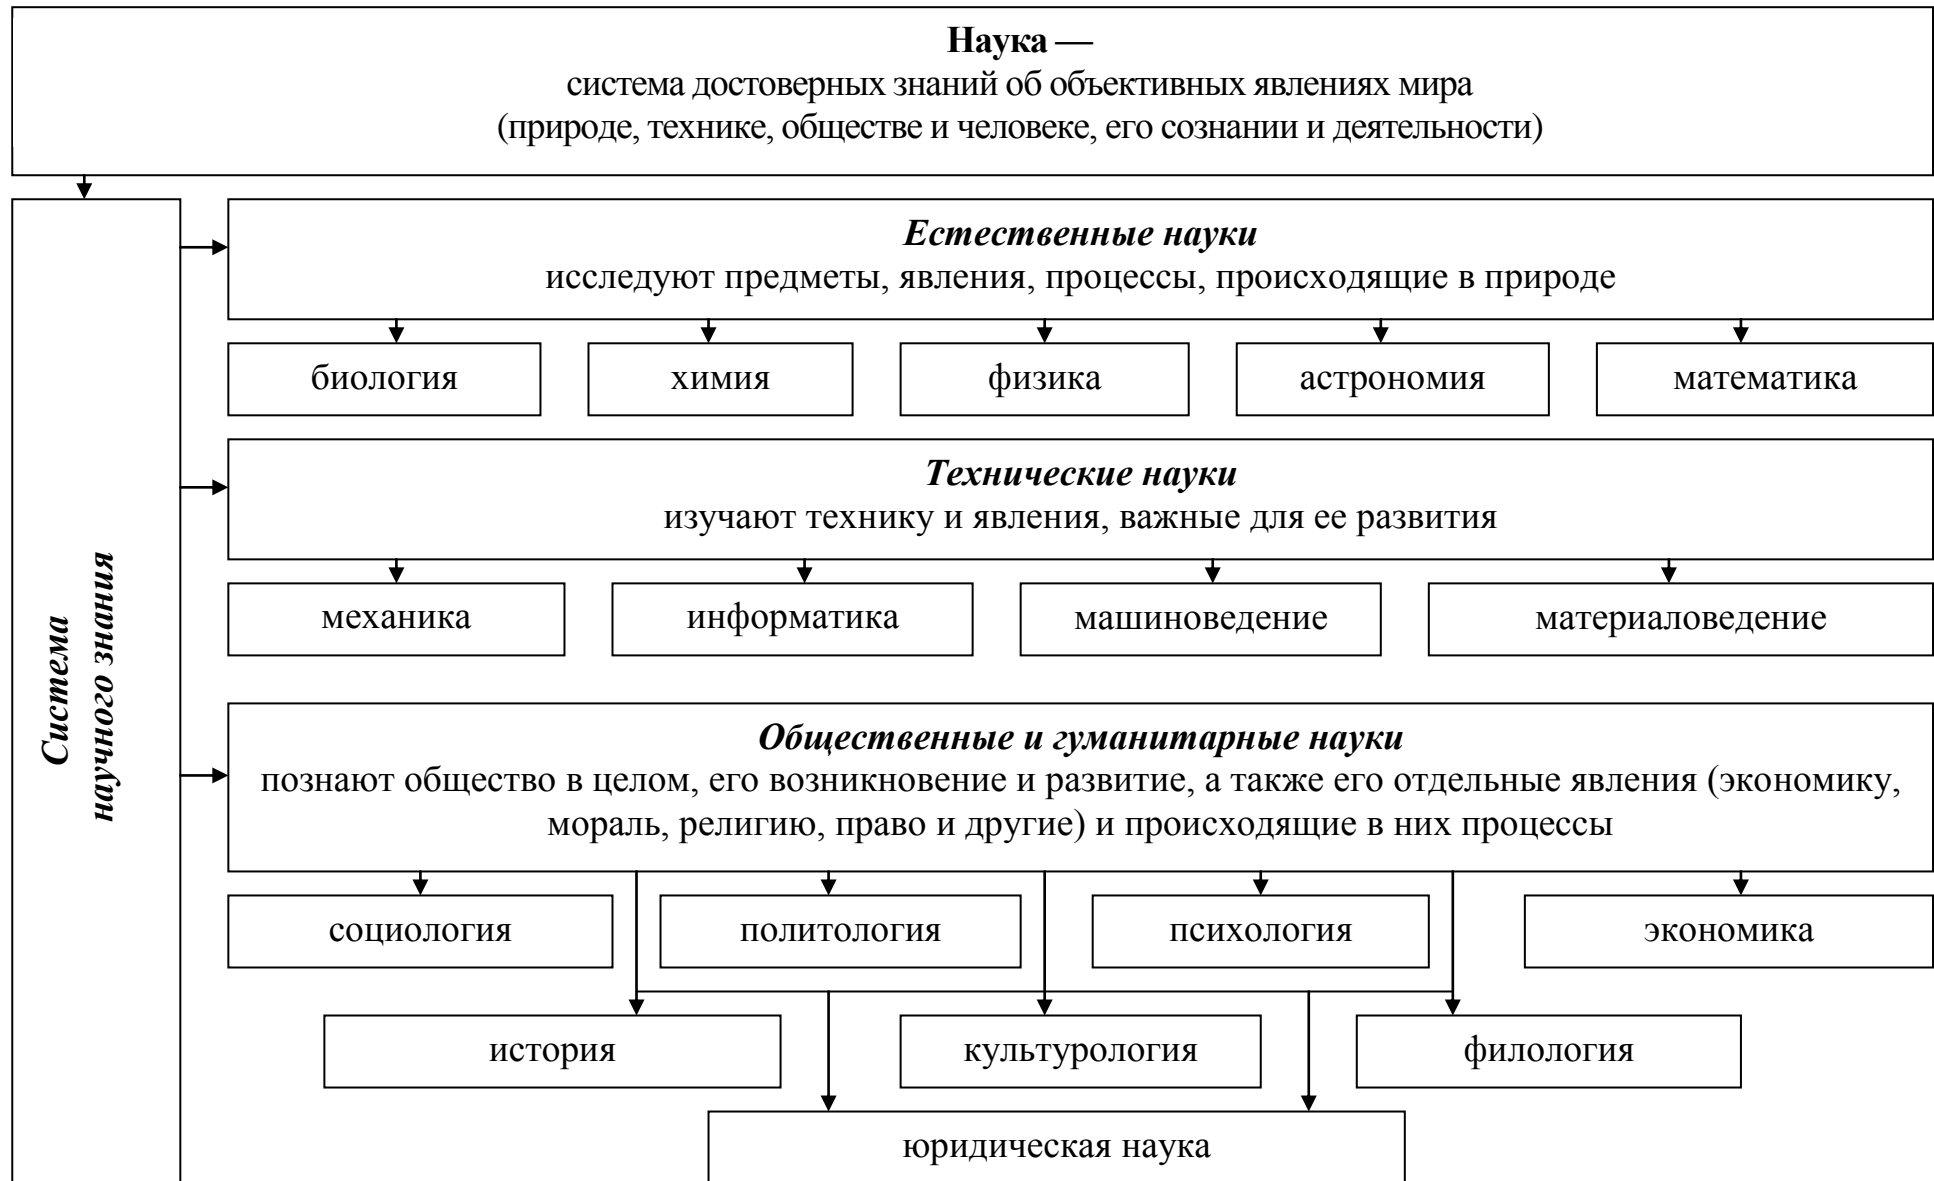 Наука —
система достоверных знаний об объективных явлениях мира
(природе, технике, обществе и человеке, его сознании и деятельности)
Система
научного знания
Естественные науки
исследуют предметы, явления, процессы, происходящие в природе
биология
химия
физика
астрономия
математика
Технические науки
изучают технику и явления, важные для ее развития
механика
информатика
машиноведение
материаловедение
Общественные и гуманитарные науки
познают общество в целом, его возникновение и развитие, а также его отдельные явления (экономику,
мораль, религию, право и другие) и происходящие в них процессы
социология
политология
психология
экономика
история
культурология
филология
юридическая наука